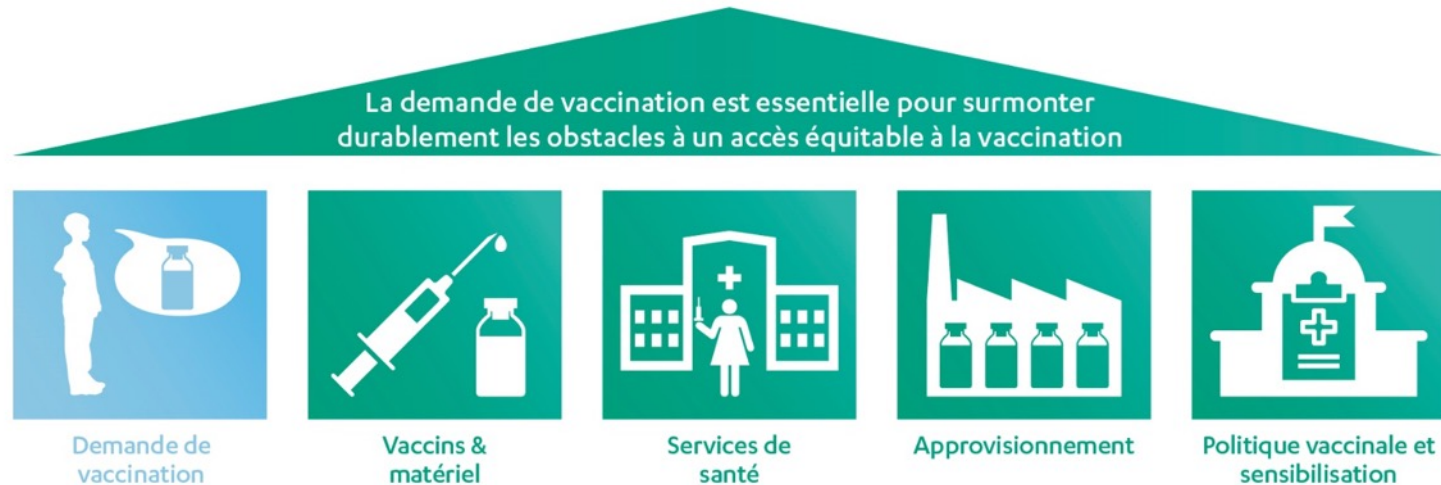 La demande de vaccination est essentielle pour surmonter
durablement les obstacles à un accès équitable à la vaccination
Demande de
vaccination
Vaccins &
matériel
Services de
santé
Approvisionnement
Politique vaccinale et
sensibilisation